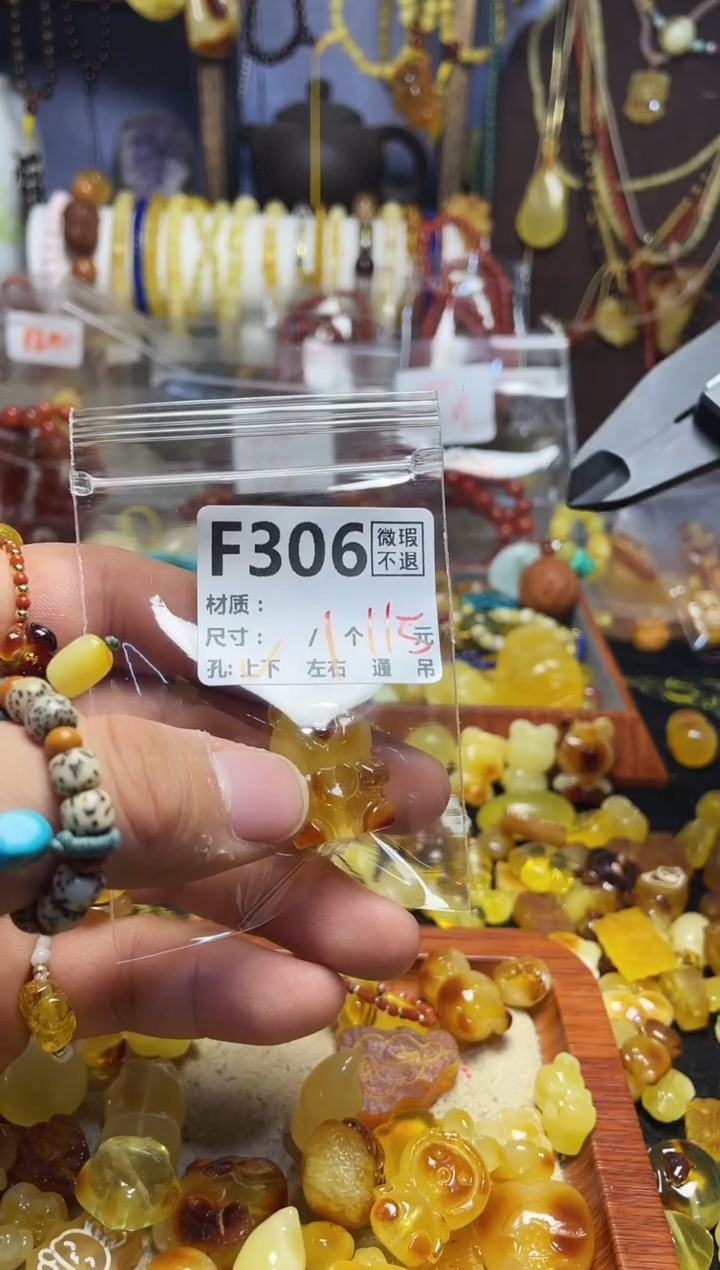 F306 微瑕
不退
材质：
尺寸： / 个 115元
孔: 上下 左右 通 吊